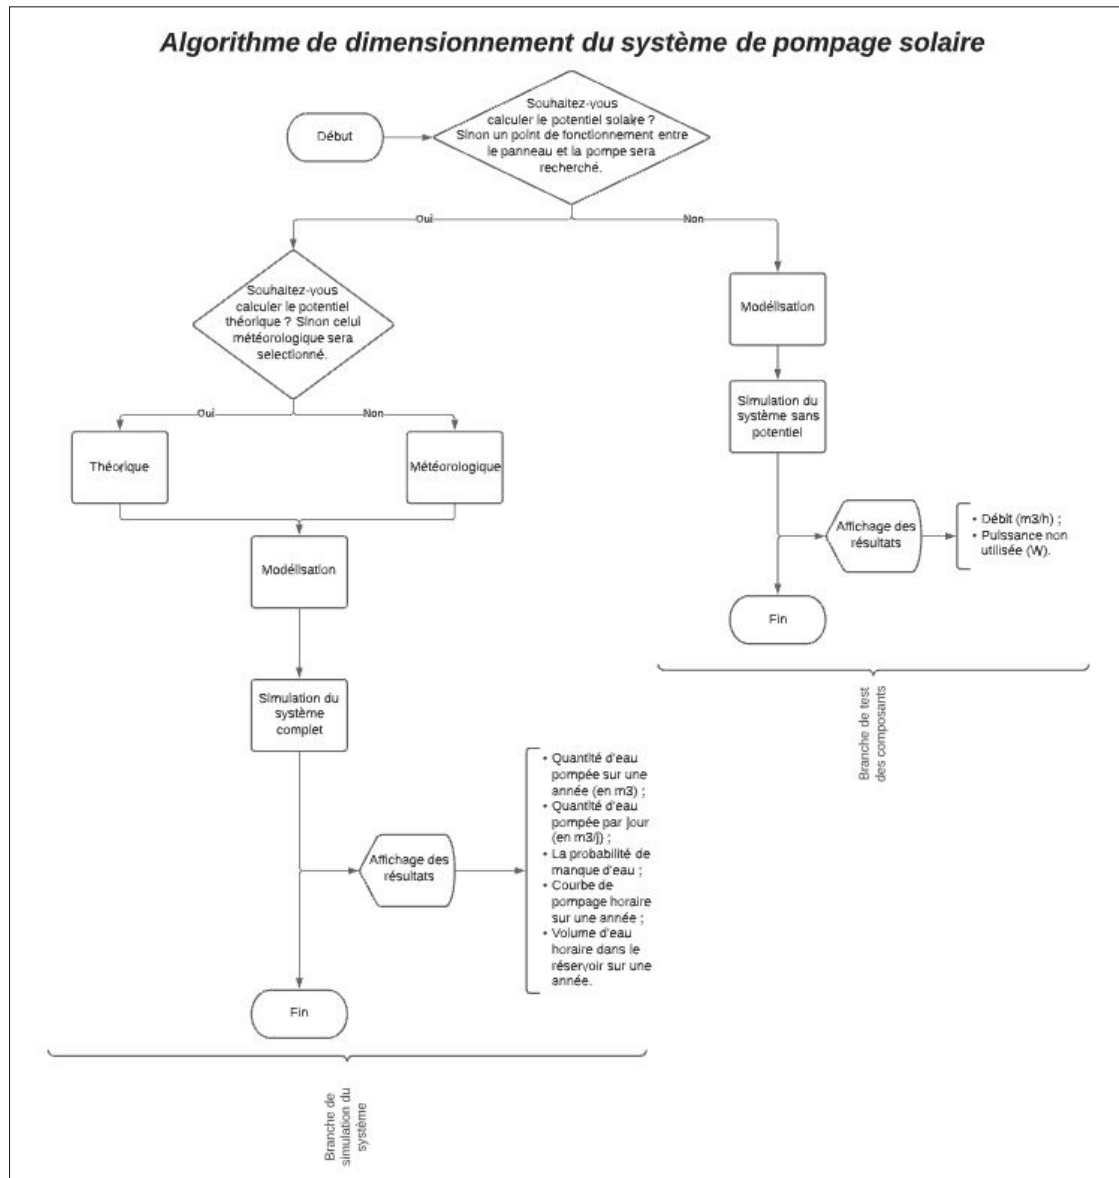 Algorithme de dimensionnement du système de pompage solaire
Début
Souhaitez-vous
calculer le potentiel solaire ?
Sinon un point de fonctionnement entre
le panneau et la pompe sera
recherché.
Oui
Non
Souhaitez-vous
calculer le potentiel
théorique ? Sinon celui
météorologique sera
selectionné.
Modélisation
Simulation du
système sans
potentiel
Oui
Non
Théorique
Météorologique
Affichage des
résultats
• Débit (m3/h) ;
• Puissance non
utilisée (W).
Modélisation
Fin
Simulation du
système
complet
Branche de test
des composants
• Quantité d'eau
pompée sur une
année (en m3) ;
• Quantité d'eau
pompée par jour
(en m3/j) ;
• La probabilité de
manque d'eau ;
• Courbe de
pompage horaire
sur une année ;
• Volume d'eau
horaire dans le
réservoir sur une
année.
Affichage des
résultats
Fin
Branche de
simulation du
système